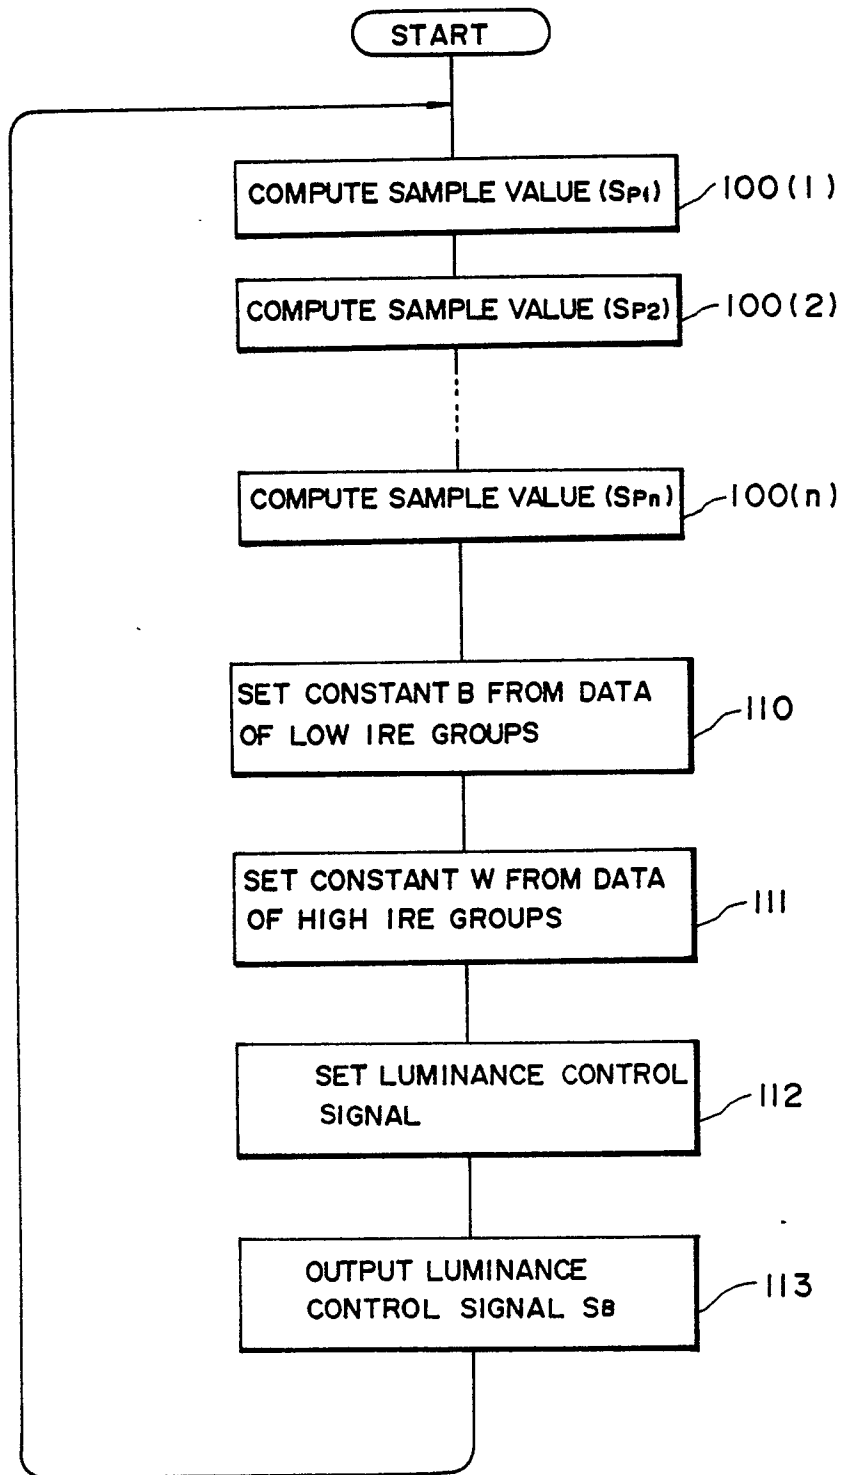 START
COMPUTE SAMPLE VALUE (SP1)
100(1)
COMPUTE SAMPLE VALUE (SP2)
100(2)
COMPUTE SAMPLE VALUE (SPn)
100(n)
SET CONSTANT B FROM DATA
OF LOW IRE GROUPS
110
SET CONSTANT W FROM DATA
OF HIGH IRE GROUPS
111
SET LUMINANCE CONTROL
SIGNAL
112
OUTPUT LUMINANCE
CONTROL SIGNAL SB
113